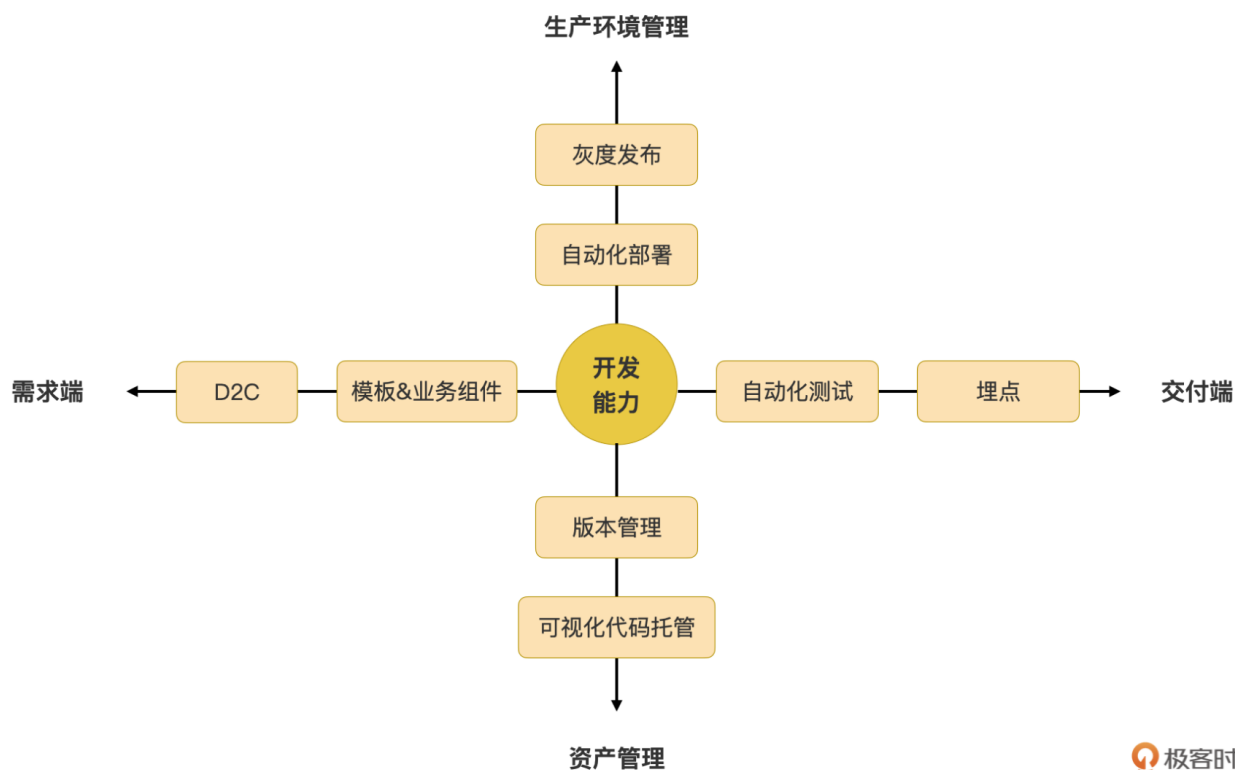 生产环境管理
灰度发布
自动化部署
需求端
D2C
模板&业务组件
开发
能力
自动化测试
埋点
交付端
版本管理
可视化代码托管
资产管理
极客时